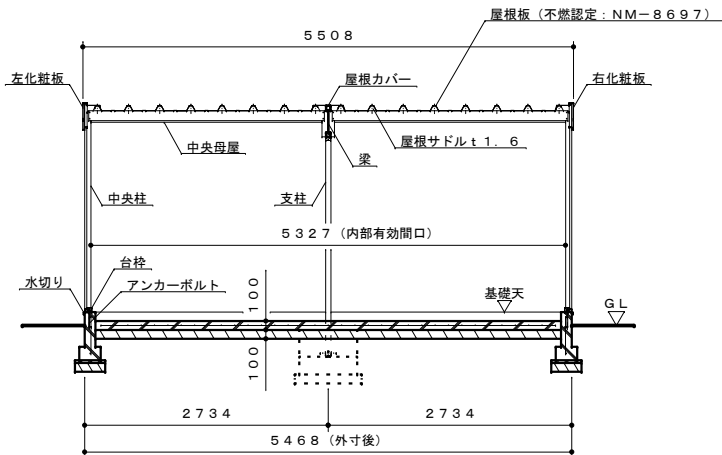 屋根板（不燃認定：NM－8697）
5508
左化粧板
屋根カバー
右化粧板
中央母屋
屋根サドルｔ1．6
梁
中央柱
支柱
5327（内部有効間口）
台枠
水切り
アンカーボルト
100
基礎天
ＧＬ
100
2734
2734
5468（外寸後）